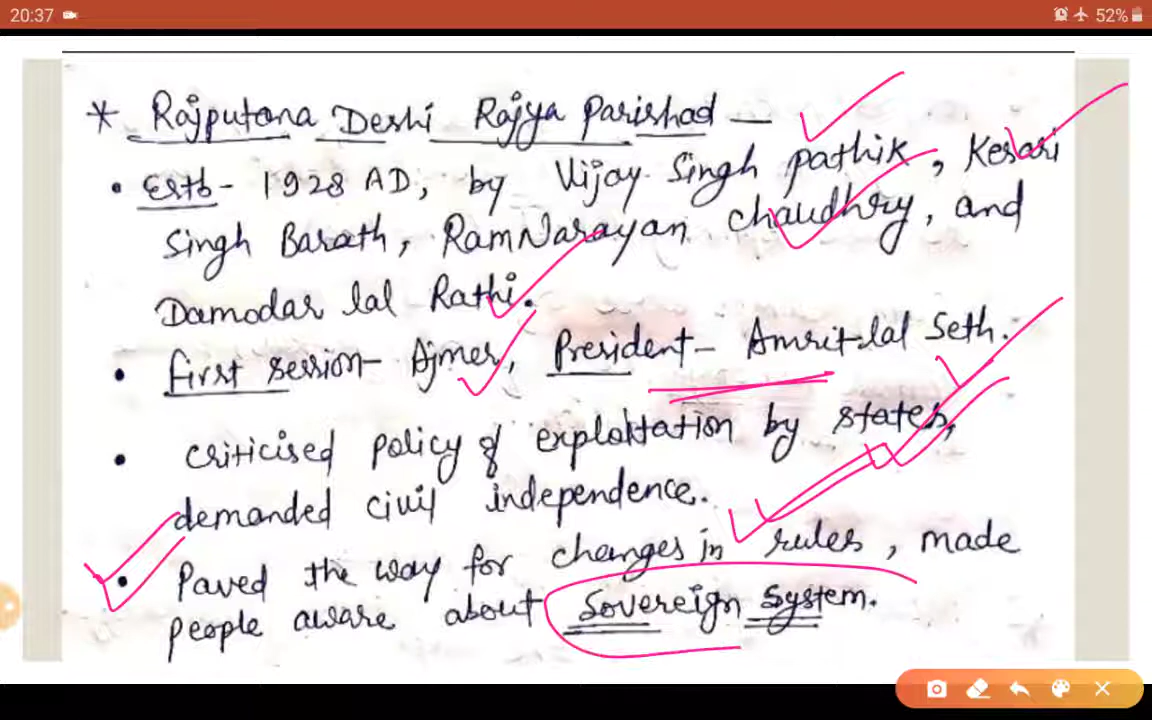 20:37
52%
* Rajputana Deshi Rajya Parishad —
• Estb- 1928 AD, by Vijay Singh pathik, Kesari
Singh Barath, RamNarayan chaudhry, and
Damodar lal Rathi.
• first session- Ajmer, President- Amrit-lal Seth.
• criticised policy of exploitation by states,
demanded civil independence.
• Paved the way for changes in rules, made
people aware about Sovereign System.